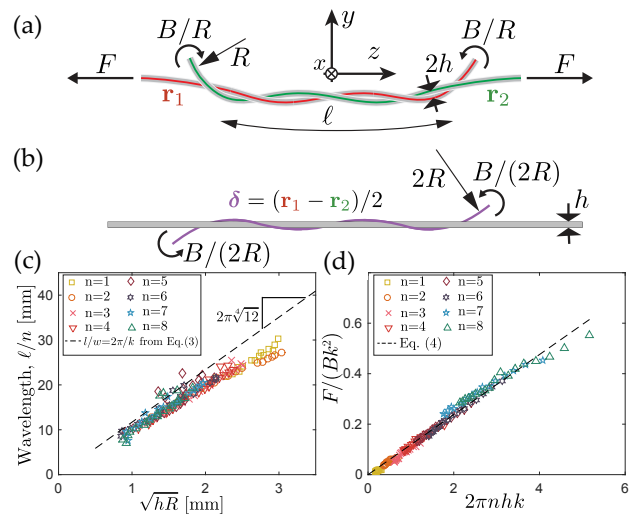 (a)
B/R
R
F
r₁
y
x
z
ℓ
2h
B/R
r₂
F
(b)
δ = (r₁ − r₂)/2
2R
B/(2R)
h
B/(2R)
(c)
n=1 n=5
n=2 n=6
n=3 n=7
n=4 n=8
l/w=2π/k from Eq.(3)
2π∜12
Wavelength, ℓ/n [mm]
40
30
20
10
0
0 1 2 3
√hR [mm]
(d)
n=1 n=5
n=2 n=6
n=3 n=7
n=4 n=8
Eq. (4)
F/(Bk²)
0.6
0.4
0.2
0
0 2 4 6
2πnhk